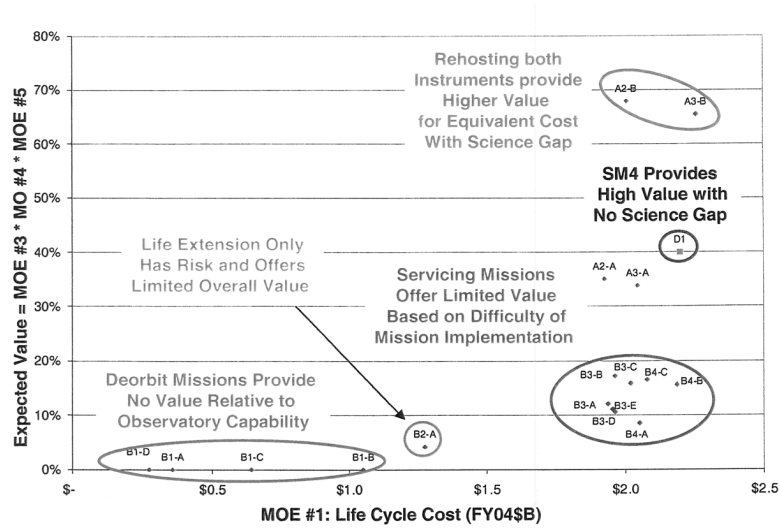 80%
70%
60%
50%
40%
30%
20%
10%
0%
Expected Value = MOE #3 * MO #4 * MOE #5
Rehosting both
Instruments provide
Higher Value
for Equivalent Cost
With Science Gap
A2-B
A3-B
SM4 Provides
High Value with
No Science Gap
D1
A2-A
A3-A
Life Extension Only
Has Risk and Offers
Limited Overall Value
Servicing Missions
Offer Limited Value
Based on Difficulty of
Mission Implementation
Deorbit Missions Provide
No Value Relative to
Observatory Capability
B3-B
B3-C
B4-C
B4-B
B3-A
B3-E
B3-D
B4-A
B2-A
B1-D
B1-A
B1-C
B1-B
$-
$0.5
$1.0
$1.5
$2.0
$2.5
MOE #1: Life Cycle Cost (FY04$B)